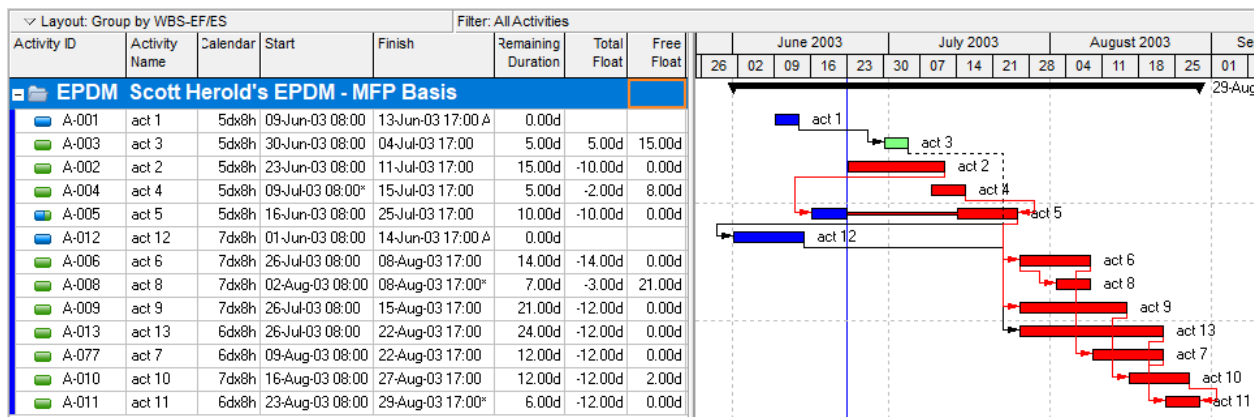 Layout: Group by WBS-EF/ES Filter: All Activities
Activity ID Activity Name Calendar Start Finish Remaining Duration Total Float Free Float June 2003 July 2003 August 2003 Se
26 02 09 16 23 30 07 14 21 28 04 11 18 25 01
EPDM Scott Herold's EPDM - MFP Basis 29-Aug
A-001 act 1 5dx8h 09-Jun-03 08:00 13-Jun-03 17:00 A 0.00d act 1
A-003 act 3 5dx8h 30-Jun-03 08:00 04-Jul-03 17:00 5.00d 5.00d 15.00d act 3
A-002 act 2 5dx8h 23-Jun-03 08:00 11-Jul-03 17:00 15.00d -10.00d 0.00d act 2
A-004 act 4 5dx8h 09-Jul-03 08:00* 15-Jul-03 17:00 5.00d -2.00d 8.00d act 4
A-005 act 5 5dx8h 16-Jun-03 08:00 25-Jul-03 17:00 10.00d -10.00d 0.00d act 5
A-012 act 12 7dx8h 01-Jun-03 08:00 14-Jun-03 17:00 A 0.00d act 12
A-006 act 6 7dx8h 26-Jul-03 08:00 08-Aug-03 17:00 14.00d -14.00d 0.00d act 6
A-008 act 8 7dx8h 02-Aug-03 08:00 08-Aug-03 17:00* 7.00d -3.00d 21.00d act 8
A-009 act 9 7dx8h 26-Jul-03 08:00 15-Aug-03 17:00 21.00d -12.00d 0.00d act 9
A-013 act 13 6dx8h 26-Jul-03 08:00 22-Aug-03 17:00 24.00d -12.00d 0.00d act 13
A-077 act 7 6dx8h 09-Aug-03 08:00 22-Aug-03 17:00 12.00d -12.00d 0.00d act 7
A-010 act 10 7dx8h 16-Aug-03 08:00 27-Aug-03 17:00 12.00d -12.00d 2.00d act 10
A-011 act 11 6dx8h 23-Aug-03 08:00 29-Aug-03 17:00* 6.00d -12.00d 0.00d act 11